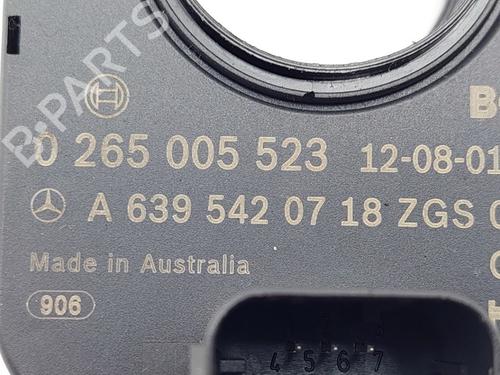 B-PARTS
0 265 005 523 12-08-01
A 639 542 07 18 ZGS
Made in Australia
906
4 5 6 7